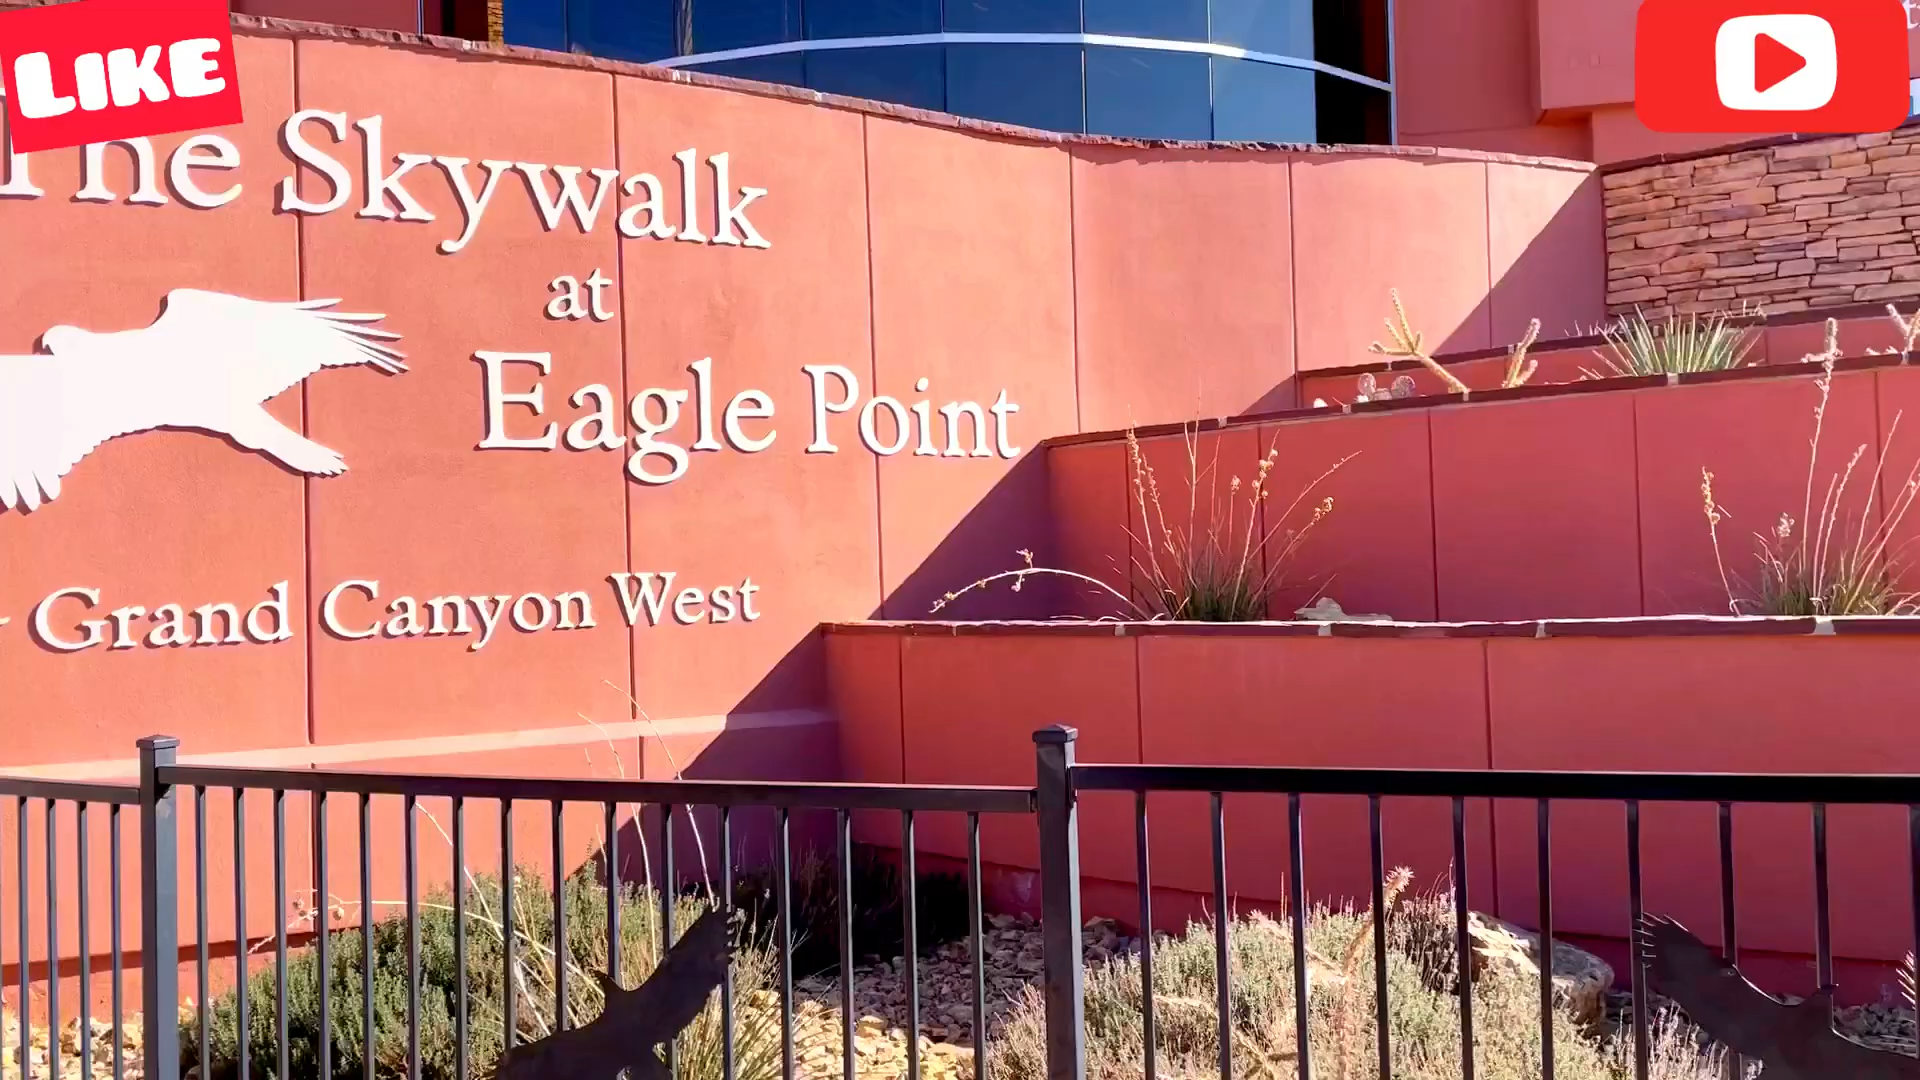 LIKE
The Skywalk
at
Eagle Point
Grand Canyon West